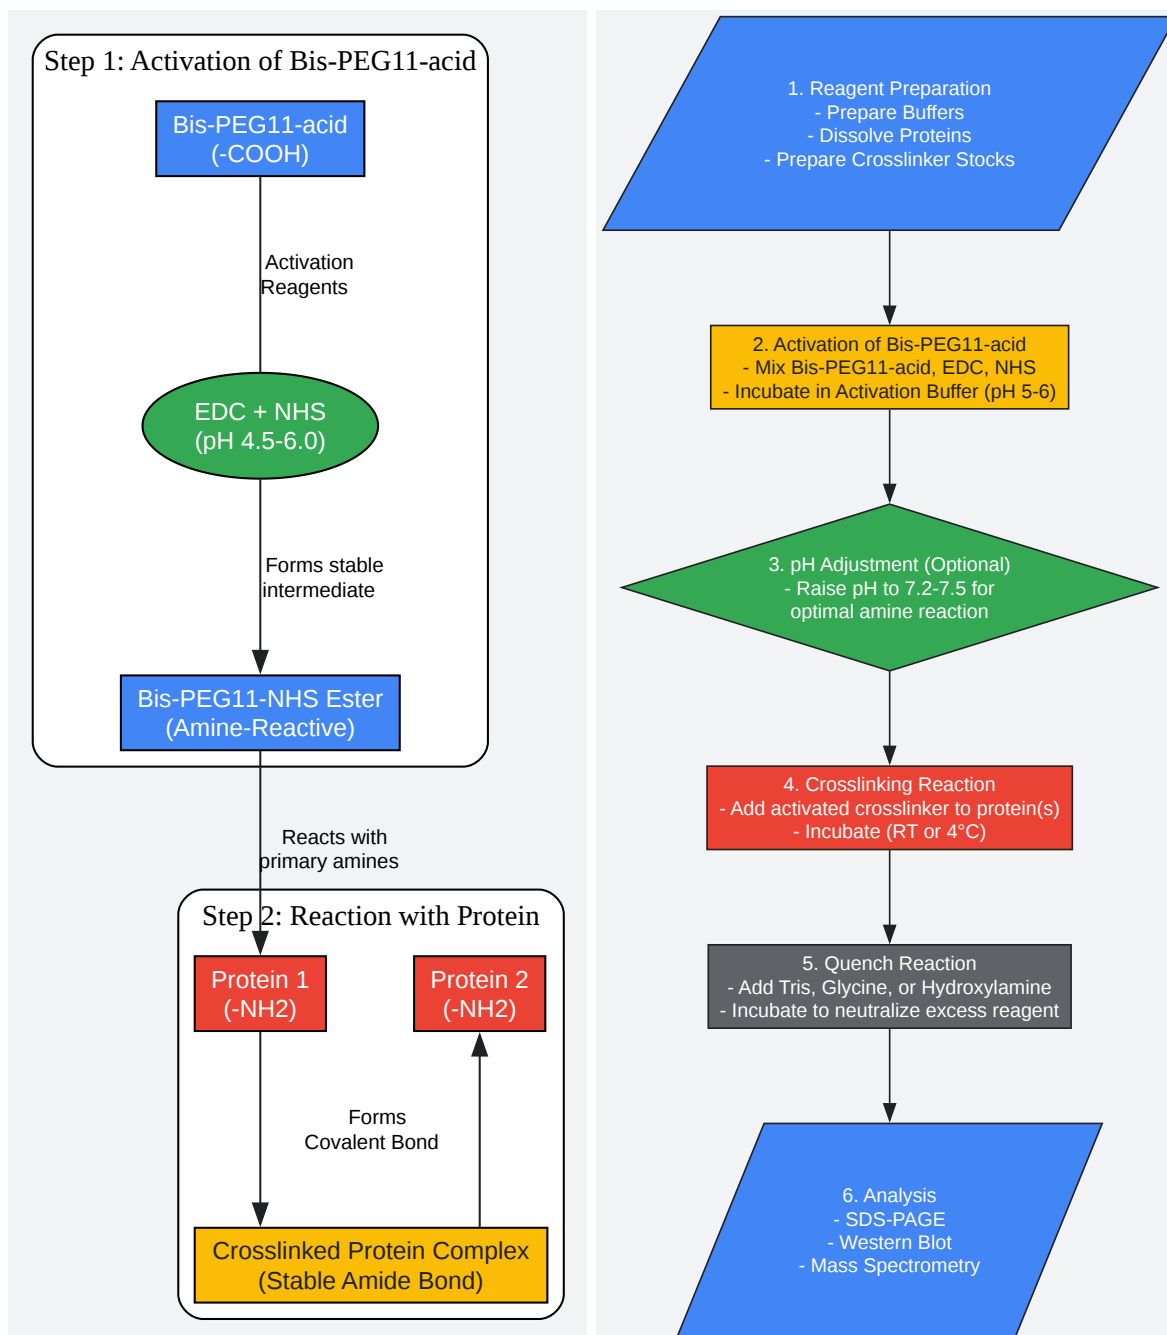 Step 1: Activation of Bis-PEG11-acid
Bis-PEG11-acid
(-COOH)
Activation
Reagents
EDC + NHS
(pH 4.5-6.0)
Forms stable
intermediate
Bis-PEG11-NHS Ester
(Amine-Reactive)
Reacts with
primary amines
Step 2: Reaction with Protein
Protein 1
(-NH2)
Protein 2
(-NH2)
Forms
Covalent Bond
Crosslinked Protein Complex
(Stable Amide Bond)
1. Reagent Preparation
- Prepare Buffers
- Dissolve Proteins
- Prepare Crosslinker Stocks
2. Activation of Bis-PEG11-acid
- Mix Bis-PEG11-acid, EDC, NHS
- Incubate in Activation Buffer (pH 5-6)
3. pH Adjustment (Optional)
- Raise pH to 7.2-7.5 for
optimal amine reaction
4. Crosslinking Reaction
- Add activated crosslinker to protein(s)
- Incubate (RT or 4°C)
5. Quench Reaction
- Add Tris, Glycine, or Hydroxylamine
- Incubate to neutralize excess reagent
6. Analysis
- SDS-PAGE
- Western Blot
- Mass Spectrometry